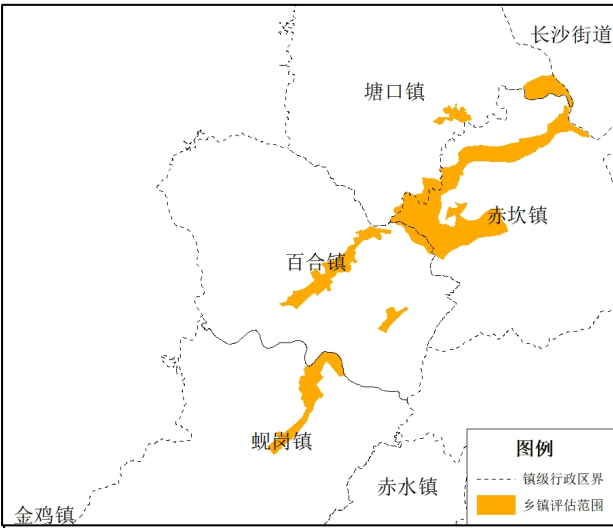 长沙街道
塘口镇
赤坎镇
百合镇
蚬岗镇
赤水镇
金鸡镇
图例
镇级行政区界
乡镇评估范围